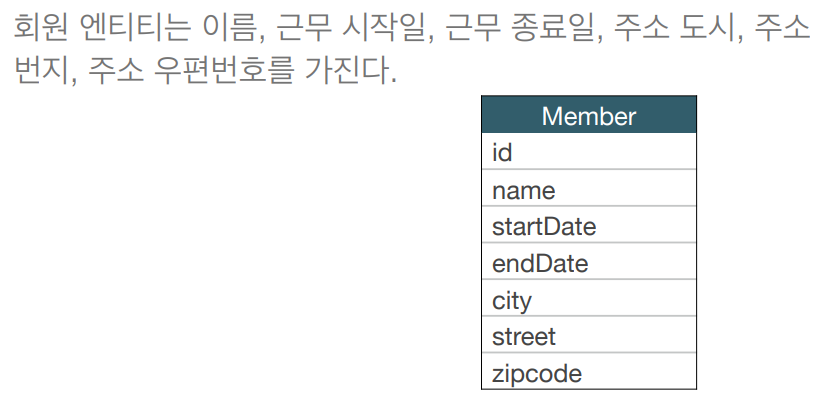 회원 엔티티는 이름, 근무 시작일, 근무 종료일, 주소 도시, 주소
번지, 주소 우편번호를 가진다.
Member
id
name
startDate
endDate
city
street
zipcode